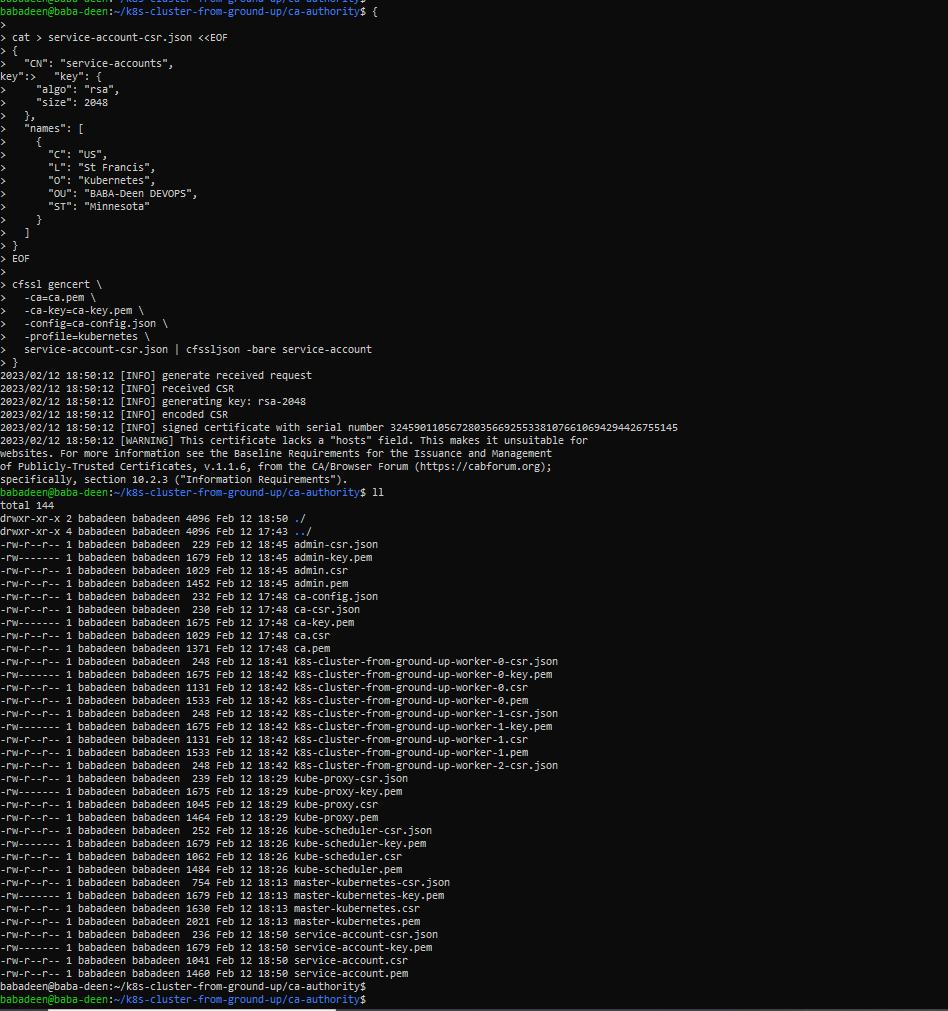 babadeen@baba-deen:~/k8s-cluster-from-ground-up/ca-authority$ {
>
> cat > service-account-csr.json <<EOF
> {
>   "CN": "service-accounts",
key":>   "key": {
>     "algo": "rsa",
>     "size": 2048
>   },
>   "names": [
>     {
>       "C": "US",
>       "L": "St Francis",
>       "O": "Kubernetes",
>       "OU": "BABA-Deen DEVOPS",
>       "ST": "Minnesota"
>     }
>   ]
> }
> EOF
>
> cfssl gencert \
>   -ca=ca.pem \
>   -ca-key=ca-key.pem \
>   -config=ca-config.json \
>   -profile=kubernetes \
>   service-account-csr.json | cfssljson -bare service-account
> }
2023/02/12 18:50:12 [INFO] generate received request
2023/02/12 18:50:12 [INFO] received CSR
2023/02/12 18:50:12 [INFO] generating key: rsa-2048
2023/02/12 18:50:12 [INFO] encoded CSR
2023/02/12 18:50:12 [INFO] signed certificate with serial number 324590110567280356692553381076610694294426755145
2023/02/12 18:50:12 [WARNING] This certificate lacks a "hosts" field. This makes it unsuitable for
websites. For more information see the Baseline Requirements for the Issuance and Management
of Publicly-Trusted Certificates, v.1.1.6, from the CA/Browser Forum (https://cabforum.org);
specifically, section 10.2.3 ("Information Requirements").
babadeen@baba-deen:~/k8s-cluster-from-ground-up/ca-authority$ ll
total 144
drwxr-xr-x 2 babadeen babadeen 4096 Feb 12 18:50 ./
drwxr-xr-x 4 babadeen babadeen 4096 Feb 12 17:43 ../
-rw-r--r-- 1 babadeen babadeen  229 Feb 12 18:45 admin-csr.json
-rw------- 1 babadeen babadeen 1679 Feb 12 18:45 admin-key.pem
-rw-r--r-- 1 babadeen babadeen 1029 Feb 12 18:45 admin.csr
-rw-r--r-- 1 babadeen babadeen 1452 Feb 12 18:45 admin.pem
-rw-r--r-- 1 babadeen babadeen  232 Feb 12 17:48 ca-config.json
-rw-r--r-- 1 babadeen babadeen  230 Feb 12 17:48 ca-csr.json
-rw------- 1 babadeen babadeen 1675 Feb 12 17:48 ca-key.pem
-rw-r--r-- 1 babadeen babadeen 1029 Feb 12 17:48 ca.csr
-rw-r--r-- 1 babadeen babadeen 1371 Feb 12 17:48 ca.pem
-rw-r--r-- 1 babadeen babadeen  248 Feb 12 18:41 k8s-cluster-from-ground-up-worker-0-csr.json
-rw------- 1 babadeen babadeen 1675 Feb 12 18:42 k8s-cluster-from-ground-up-worker-0-key.pem
-rw-r--r-- 1 babadeen babadeen 1131 Feb 12 18:42 k8s-cluster-from-ground-up-worker-0.csr
-rw-r--r-- 1 babadeen babadeen 1533 Feb 12 18:42 k8s-cluster-from-ground-up-worker-0.pem
-rw-r--r-- 1 babadeen babadeen  248 Feb 12 18:42 k8s-cluster-from-ground-up-worker-1-csr.json
-rw------- 1 babadeen babadeen 1675 Feb 12 18:42 k8s-cluster-from-ground-up-worker-1-key.pem
-rw-r--r-- 1 babadeen babadeen 1131 Feb 12 18:42 k8s-cluster-from-ground-up-worker-1.csr
-rw-r--r-- 1 babadeen babadeen 1533 Feb 12 18:42 k8s-cluster-from-ground-up-worker-1.pem
-rw-r--r-- 1 babadeen babadeen  248 Feb 12 18:42 k8s-cluster-from-ground-up-worker-2-csr.json
-rw-r--r-- 1 babadeen babadeen  239 Feb 12 18:29 kube-proxy-csr.json
-rw------- 1 babadeen babadeen 1675 Feb 12 18:29 kube-proxy-key.pem
-rw-r--r-- 1 babadeen babadeen 1045 Feb 12 18:29 kube-proxy.csr
-rw-r--r-- 1 babadeen babadeen 1464 Feb 12 18:29 kube-proxy.pem
-rw-r--r-- 1 babadeen babadeen  252 Feb 12 18:26 kube-scheduler-csr.json
-rw------- 1 babadeen babadeen 1679 Feb 12 18:26 kube-scheduler-key.pem
-rw-r--r-- 1 babadeen babadeen 1062 Feb 12 18:26 kube-scheduler.csr
-rw-r--r-- 1 babadeen babadeen 1484 Feb 12 18:26 kube-scheduler.pem
-rw-r--r-- 1 babadeen babadeen  754 Feb 12 18:13 master-kubernetes-csr.json
-rw------- 1 babadeen babadeen 1679 Feb 12 18:13 master-kubernetes-key.pem
-rw-r--r-- 1 babadeen babadeen 1630 Feb 12 18:13 master-kubernetes.csr
-rw-r--r-- 1 babadeen babadeen 2021 Feb 12 18:13 master-kubernetes.pem
-rw-r--r-- 1 babadeen babadeen  236 Feb 12 18:50 service-account-csr.json
-rw------- 1 babadeen babadeen 1679 Feb 12 18:50 service-account-key.pem
-rw-r--r-- 1 babadeen babadeen 1041 Feb 12 18:50 service-account.csr
-rw-r--r-- 1 babadeen babadeen 1460 Feb 12 18:50 service-account.pem
babadeen@baba-deen:~/k8s-cluster-from-ground-up/ca-authority$
babadeen@baba-deen:~/k8s-cluster-from-ground-up/ca-authority$